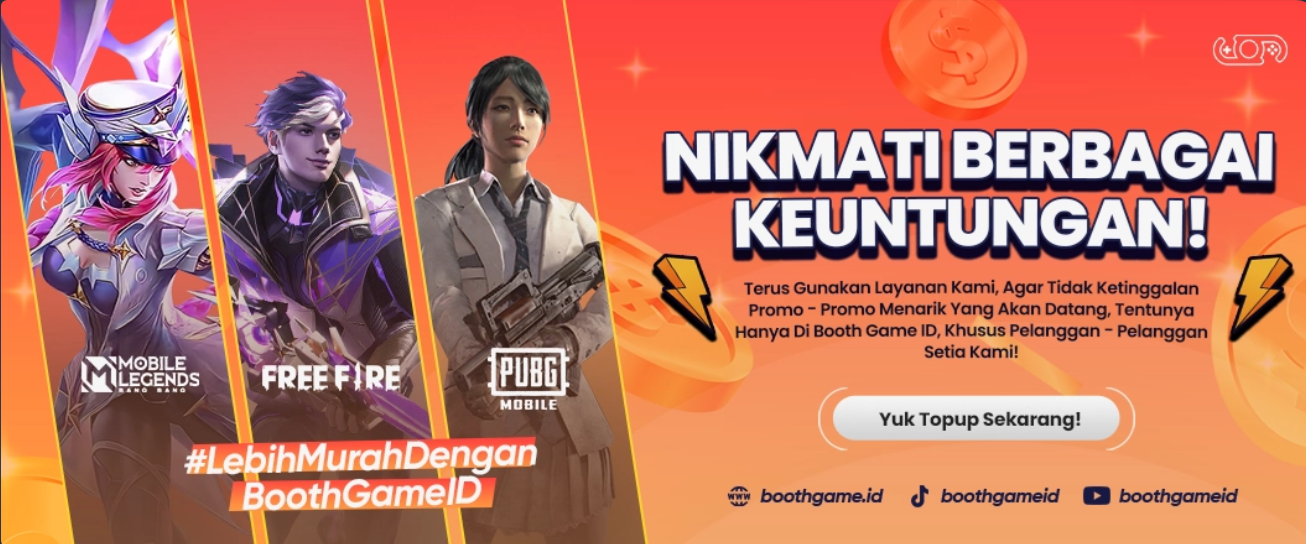 NIKMATI BERBAGAI
KEUNTUNGAN!
Terus Gunakan Layanan Kami, Agar Tidak Ketinggalan
Promo - Promo Menarik Yang Akan Datang, Tentunya
Hanya Di Booth Game ID, Khusus Pelanggan - Pelanggan
Setia Kami!
Yuk Topup Sekarang!
www boothgame.id boothgameid boothgameid
MOBILE
LEGENDS
BANG BANG
FREE FIRE
PUBG
MOBILE
#LebihMurahDengan
BoothGameID